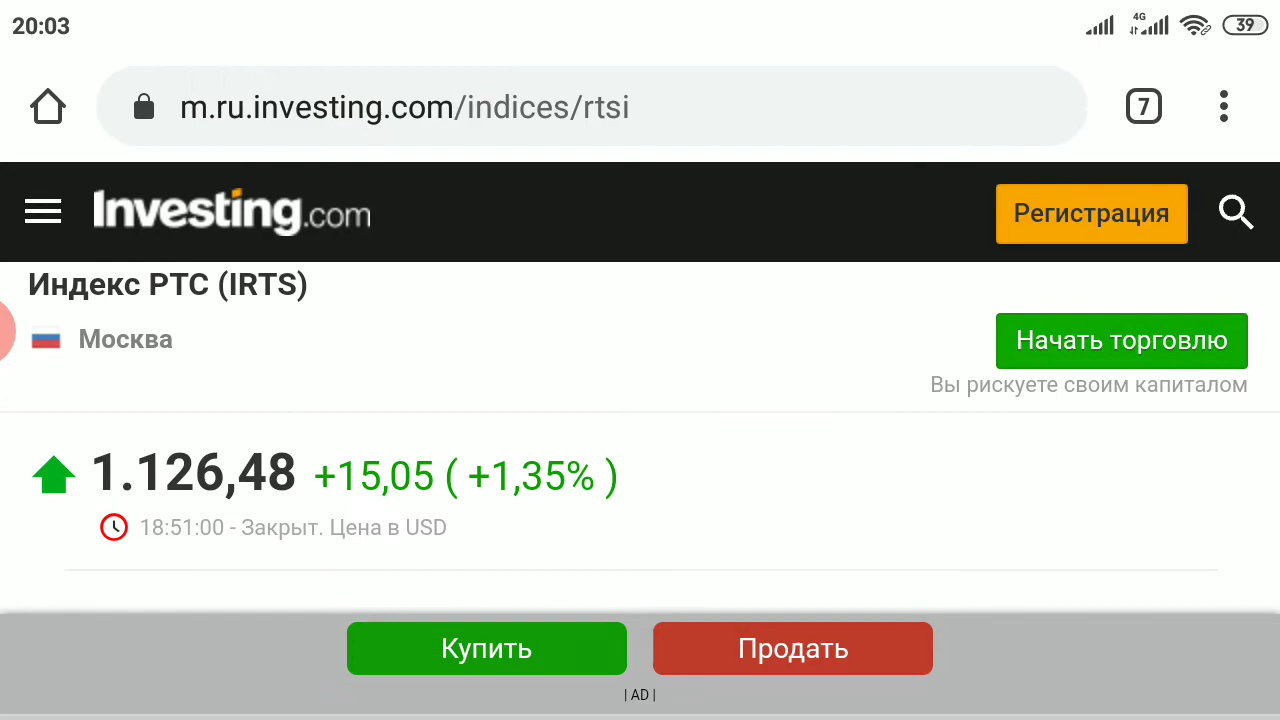 20:03
4G
39
m.ru.investing.com/indices/rtsi
7
Investing.com
Регистрация
Индекс РТС (IRTS)
Москва
Начать торговлю
Вы рискуете своим капиталом
1.126,48 +15,05 ( +1,35% )
18:51:00 - Закрыт. Цена в USD
Купить
Продать
| AD |